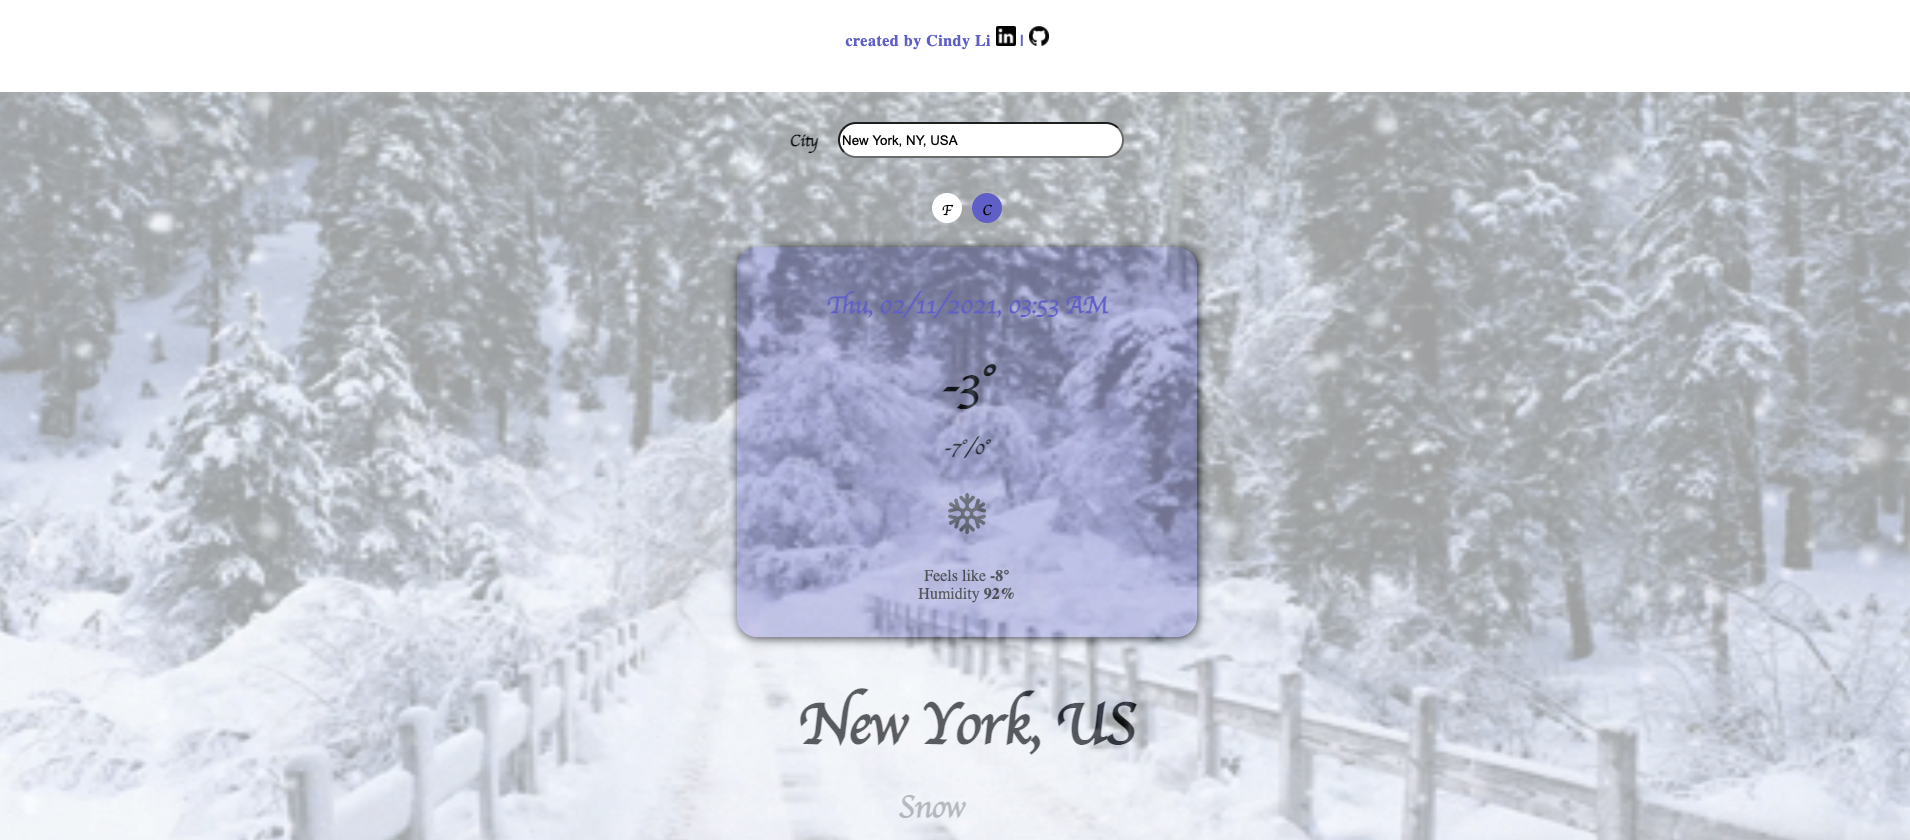 created by Cindy Li in |
City New York, NY, USA
F C
Thu, 02/11/2021, 03:53 AM
-3°
-7°/0°
Feels like -8°
Humidity 92%
New York, US
Snow